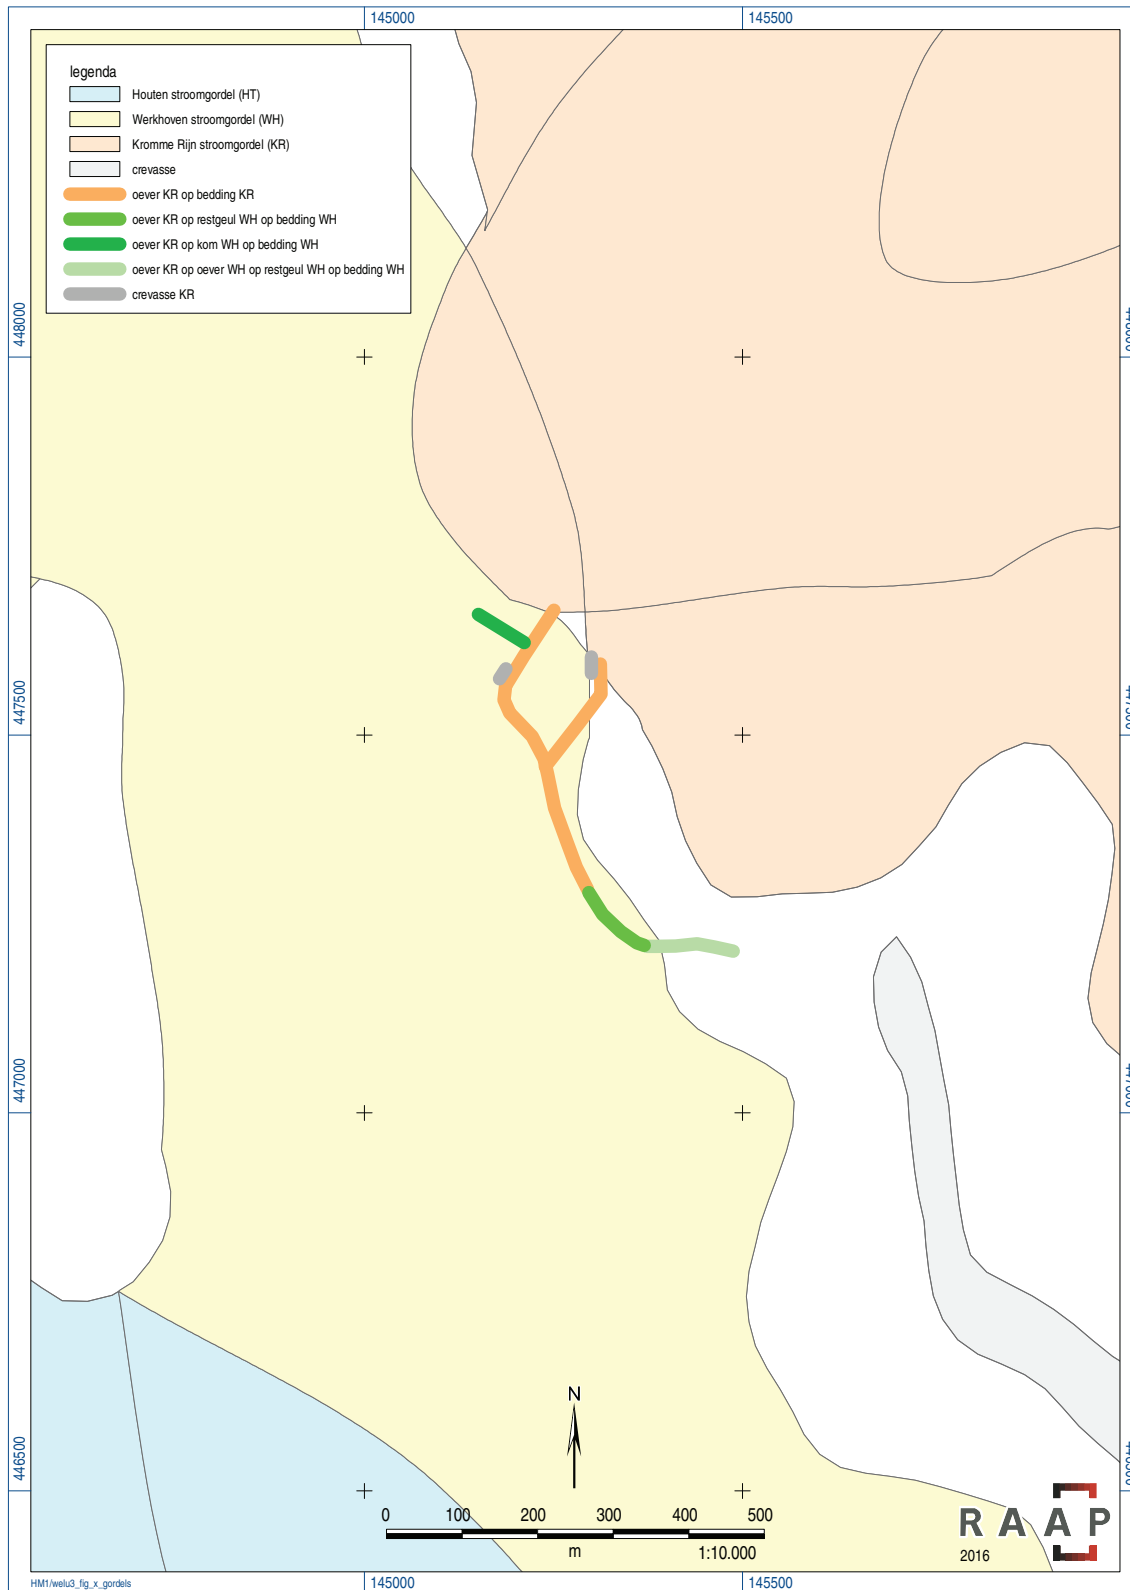 145000 145500
legenda
Houten stroomgordel (HT)
Werkhoven stroomgordel (WH)
Kromme Rijn stroomgordel (KR)
crevasse
oever KR op bedding KR
oever KR op restgeul WH op bedding WH
oever KR op kom WH op bedding WH
oever KR op oever WH op restgeul WH op bedding WH
crevasse KR
448000
447500
447000
446500
N
0 100 200 300 400 500
m 1:10.000
RAAP
2016
HM1/welu3_fig_x_gordels
145000 145500